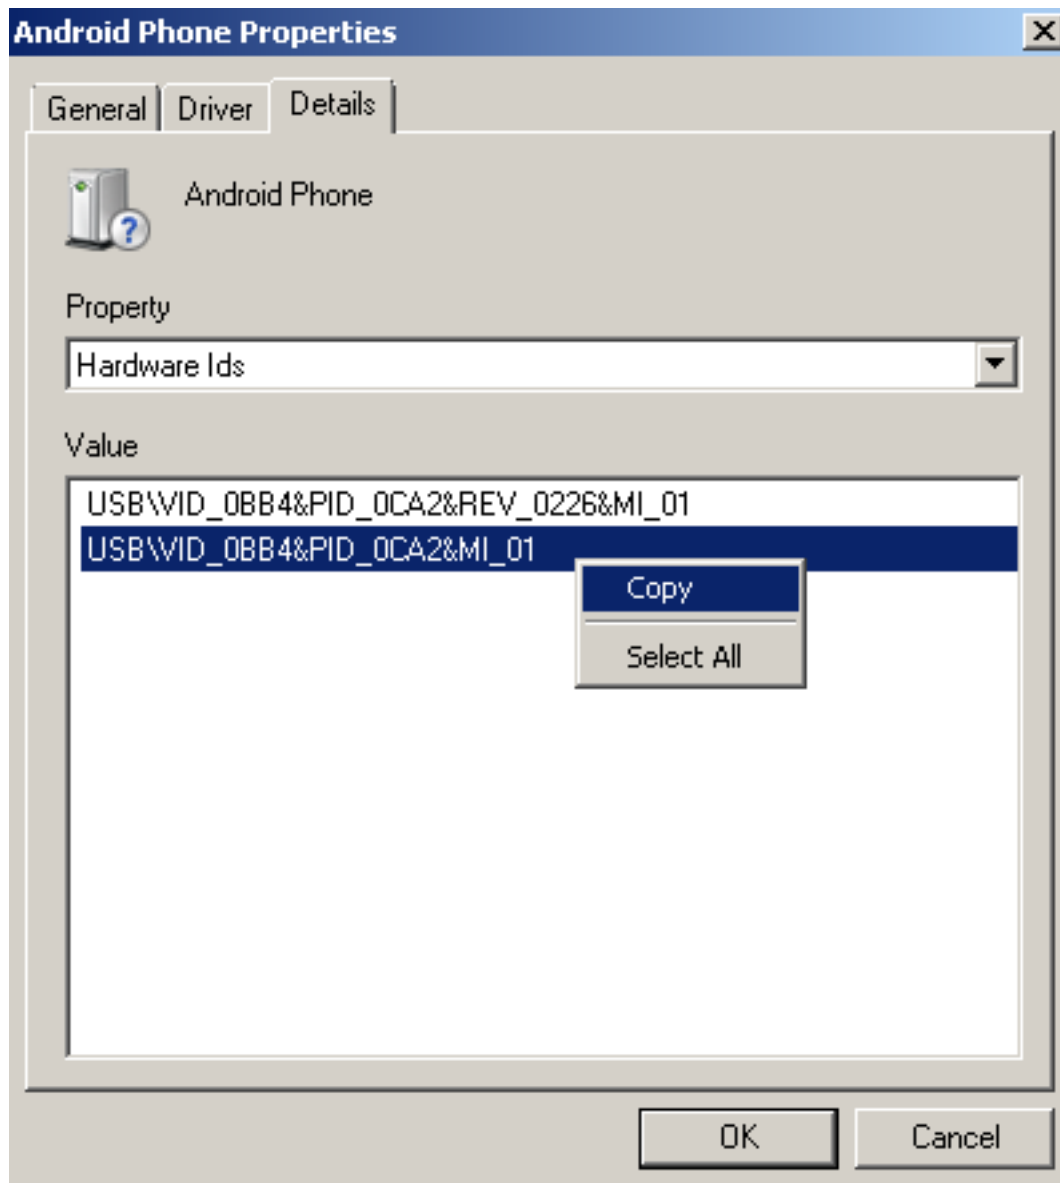 Android Phone Properties
General Driver Details
Android Phone
Property
Hardware Ids
Value
USB\VID_0BB4&PID_0CA2&REV_0226&MI_01
USB\VID_0BB4&PID_0CA2&MI_01
Copy
Select All
OK Cancel